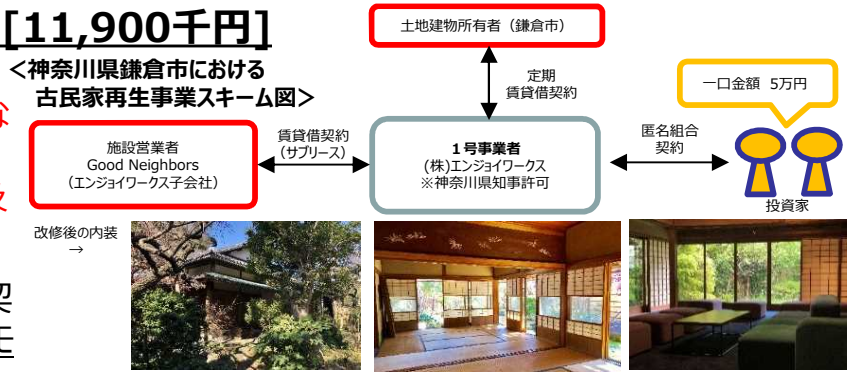 [11,900千円]
<神奈川県鎌倉市における
古民家再生事業スキーム図>
土地建物所有者（鎌倉市）
定期
賃貸借契約
一口金額 5万円
な
施設営業者
Good Neighbors
(エンジョイワークス子会社)
賃貸借契約
(サブリース)
1号事業者
(株)エンジョイワークス
※神奈川県知事許可
匿名組合
契約
投資家
改修後の内装
→
契